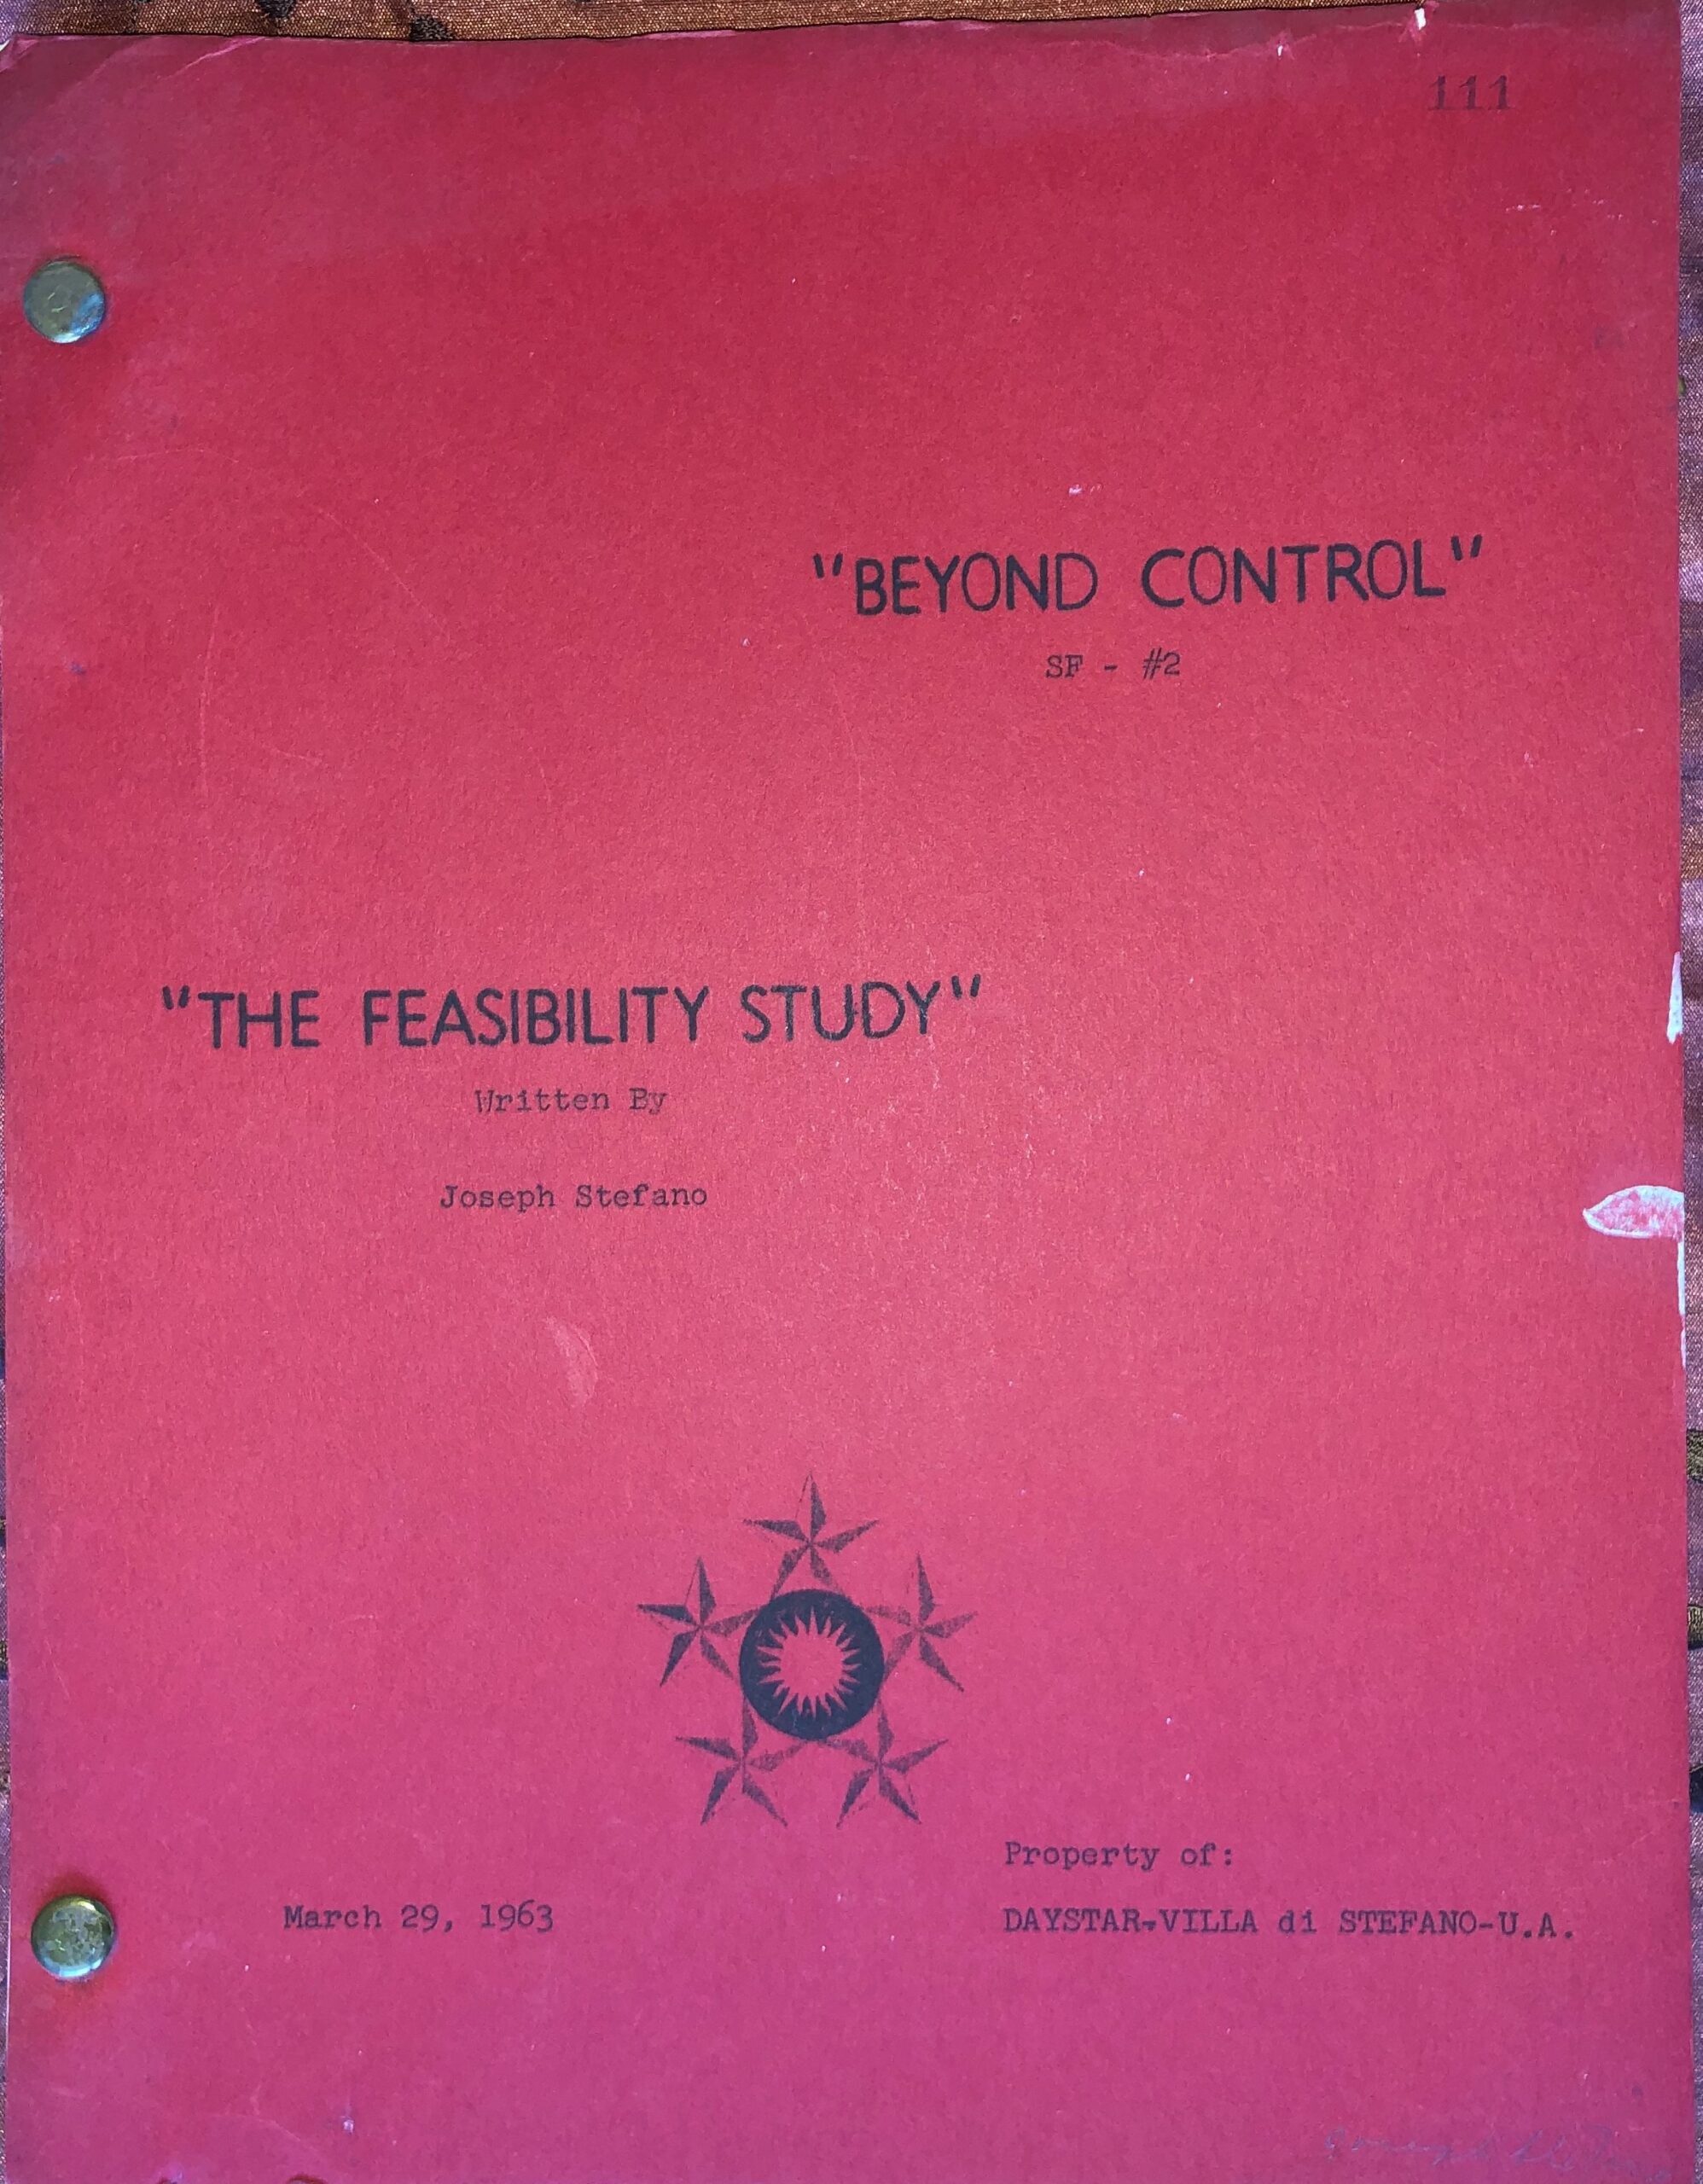 111
"BEYOND CONTROL"
SF - #2
"THE FEASIBILITY STUDY"
Written By
Joseph Stefano
Property of:
March 29, 1963
DAYSTAR-VILLA di STEFANO-U.A.